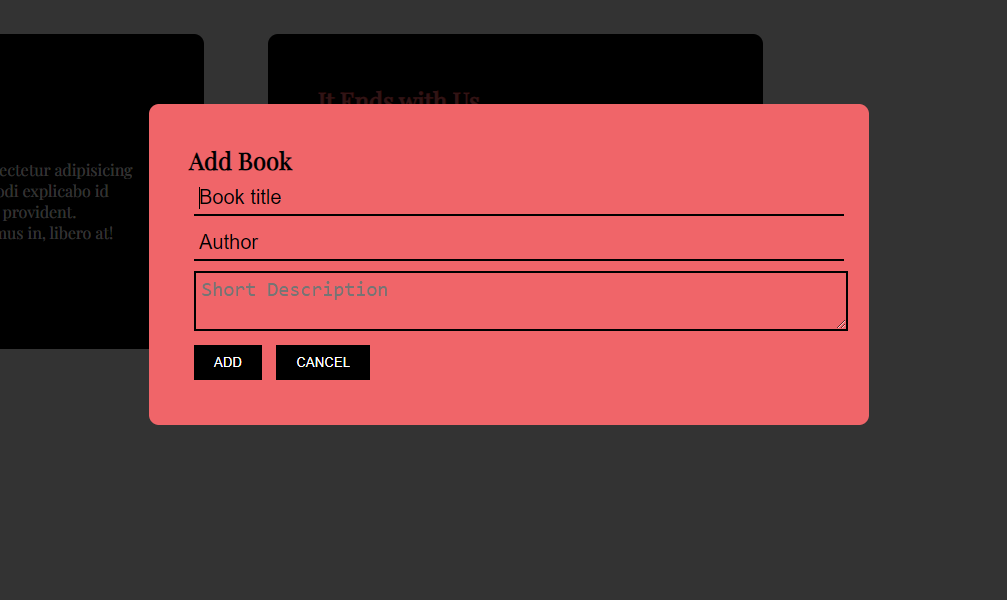 It Ends with Us
ectetur adipisicing
odi explicabo id
provident.
mus in, libero at!
Add Book
Book title
Author
Short Description
ADD CANCEL